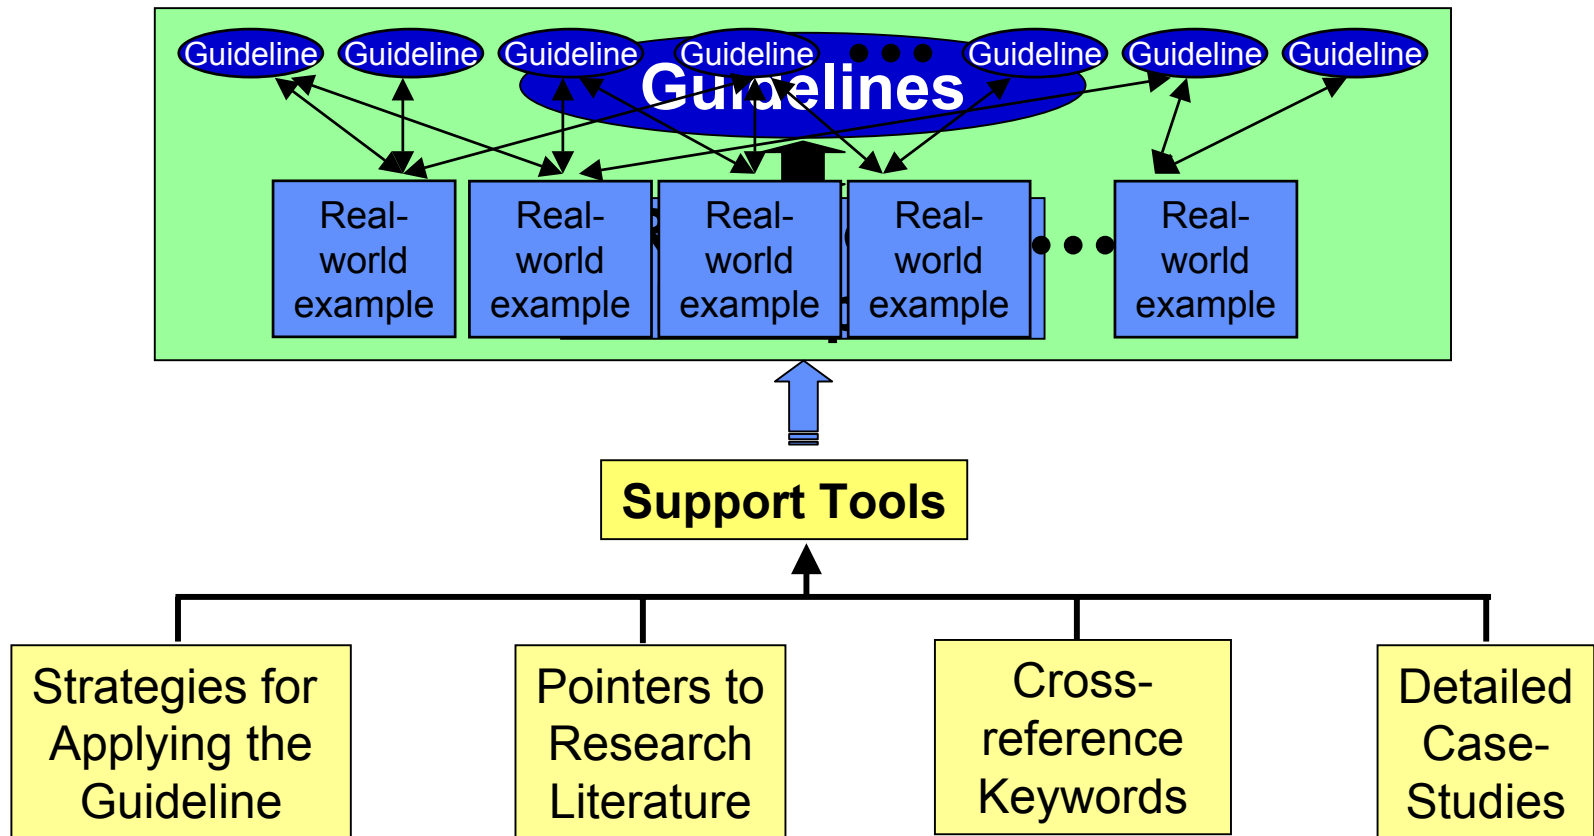 Guideline Guideline Guideline Guideline Guideline Guideline Guideline
Guidelines
Real- Real- Real- Real- Real-
world world world world world
example example example example example
Support Tools
Strategies for
Applying the
Guideline
Pointers to
Research
Literature
Cross-
reference
Keywords
Detailed
Case-
Studies